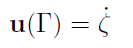 u(Γ) = ζ̇